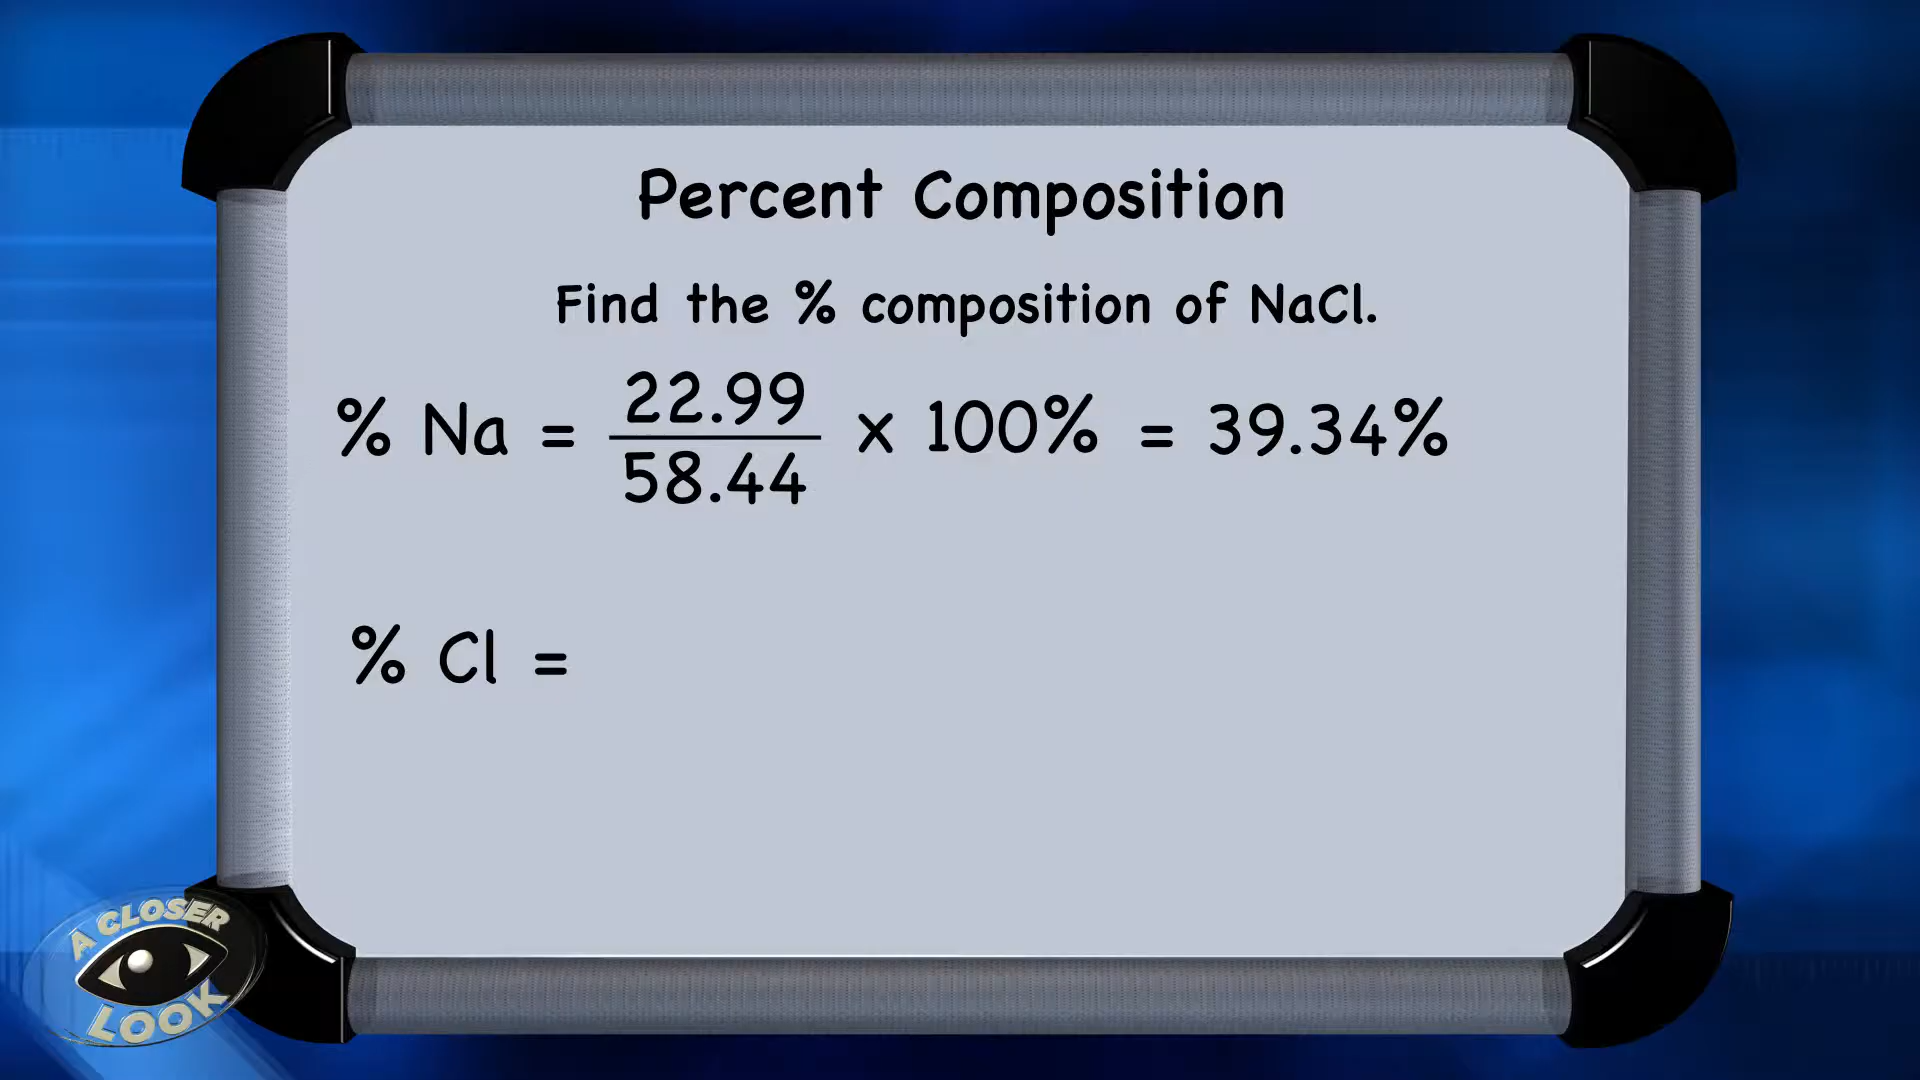 Percent Composition
Find the % composition of NaCl.
% Na = 22.99/58.44 x 100% = 39.34%
% Cl =
A CLOSER
LOOK